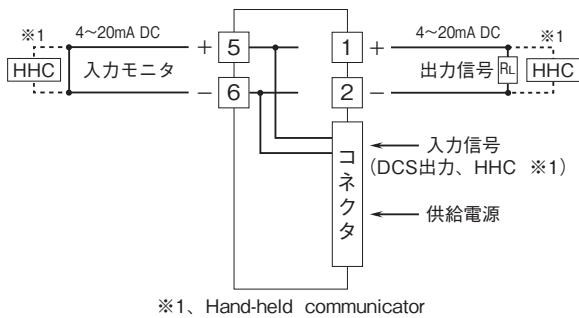 ※1
4~20mA DC
HHC
入力モニタ
+ 5
- 6
1 +
2 -
4~20mA DC
※1
出力信号
RL
HHC
コネクタ
入力信号
(DCS出力、HHC ※1)
供給電源
※1、Hand-held communicator